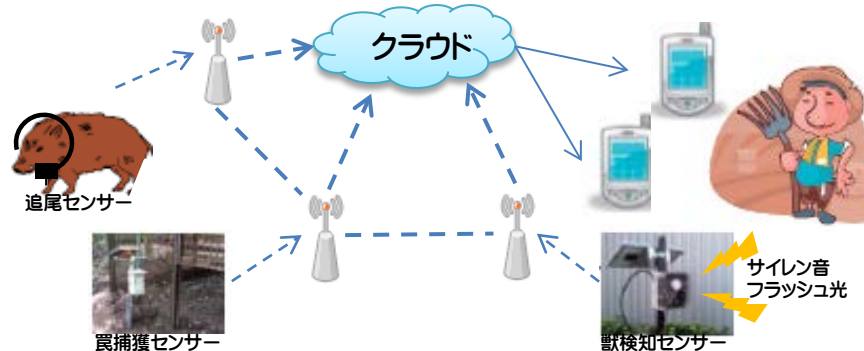 クラウド
追尾センサー
サイレン音
フラッシュ光
罠捕獲センサー
獣検知センサー